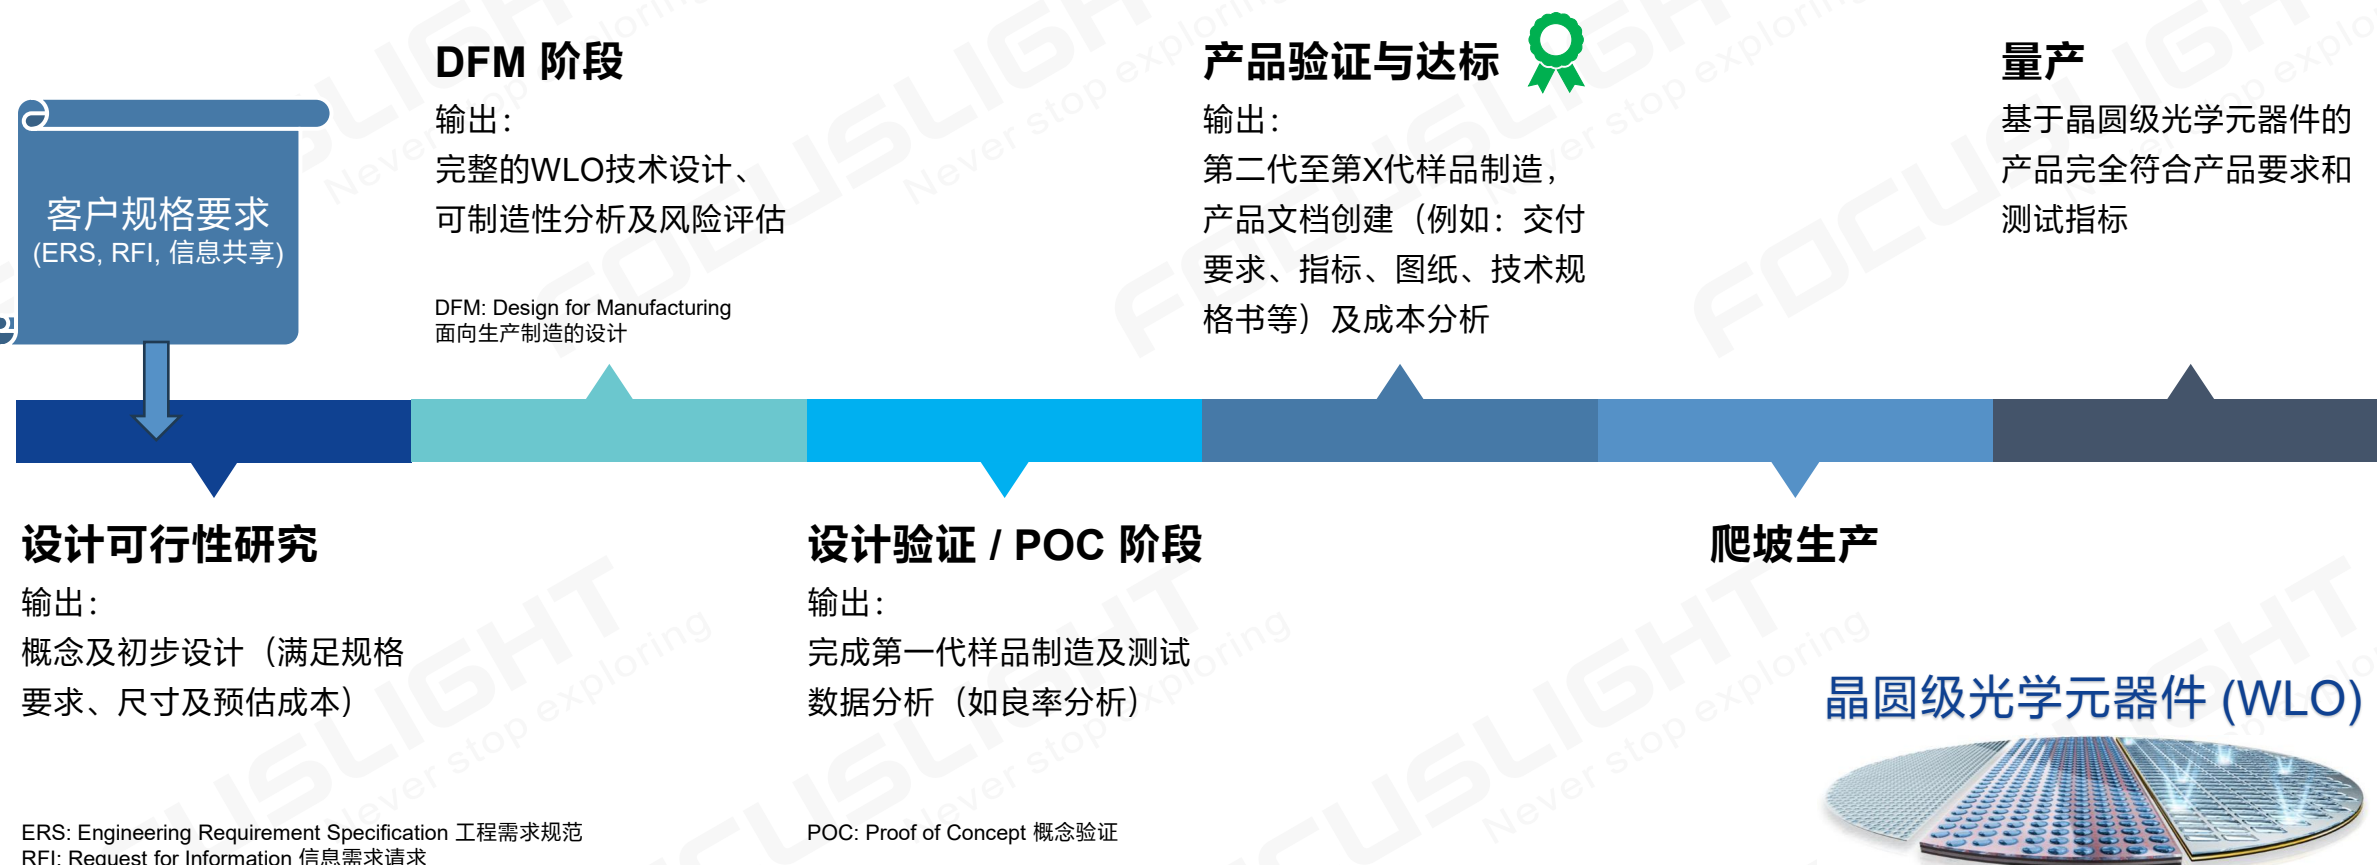 客户规格要求
(ERS, RFI, 信息共享)
DFM 阶段
输出：
完整的WLO技术设计、
可制造性分析及风险评估
DFM: Design for Manufacturing
面向生产制造的设计
产品验证与达标
输出：
第二代至第X代样品制造，
产品文档创建（例如：交付
要求、指标、图纸、技术规
格书等）及成本分析
量产
基于晶圆级光学元器件的
产品完全符合产品要求和
测试指标
设计可行性研究
输出：
概念及初步设计（满足规格
要求、尺寸及预估成本）
ERS: Engineering Requirement Specification 工程需求规范
RFI: Request for Information 信息需求请求
设计验证 / POC 阶段
输出：
完成第一代样品制造及测试
数据分析（如良率分析）
POC: Proof of Concept 概念验证
爬坡生产
晶圆级光学元器件 (WLO)
FOCUSLIGHT
Never stop exploring